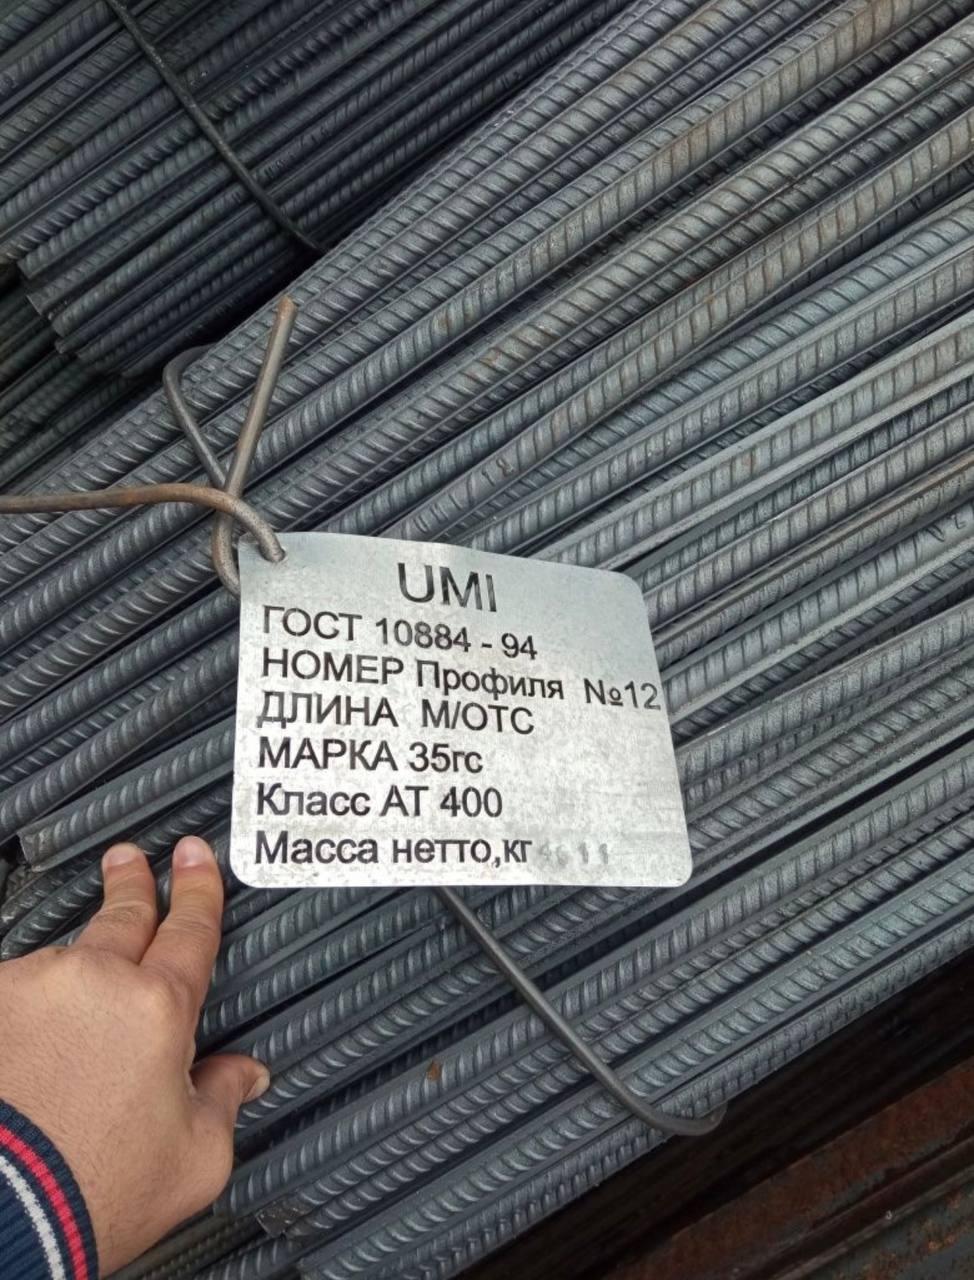 UMI
ГОСТ 10884 - 94
НОМЕР Профиля №12
ДЛИНА М/ОТС
МАРКА 35гс
Класс АТ 400
Масса нетто,кг